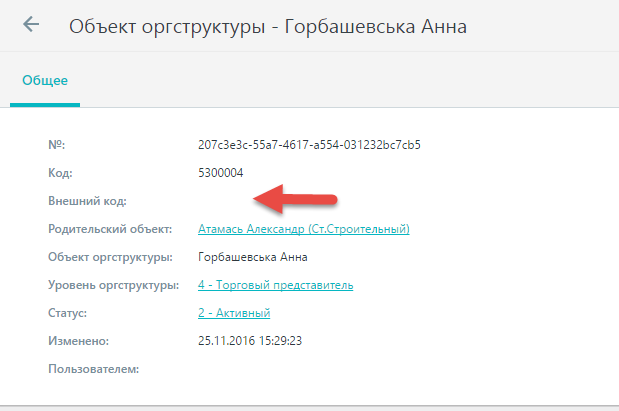 Объект оргструктуры - Горбашевська Анна
Общее
№: 207c3e3c-55a7-4617-a554-031232bc7cb5
Код: 5300004
Внешний код:
Родительский объект: Атамась Александр (Ст.Строительный)
Объект оргструктуры: Горбашевська Анна
Уровень оргструктуры: 4 - Торговый представитель
Статус: 2 - Активный
Изменено: 25.11.2016 15:29:23
Пользователем: